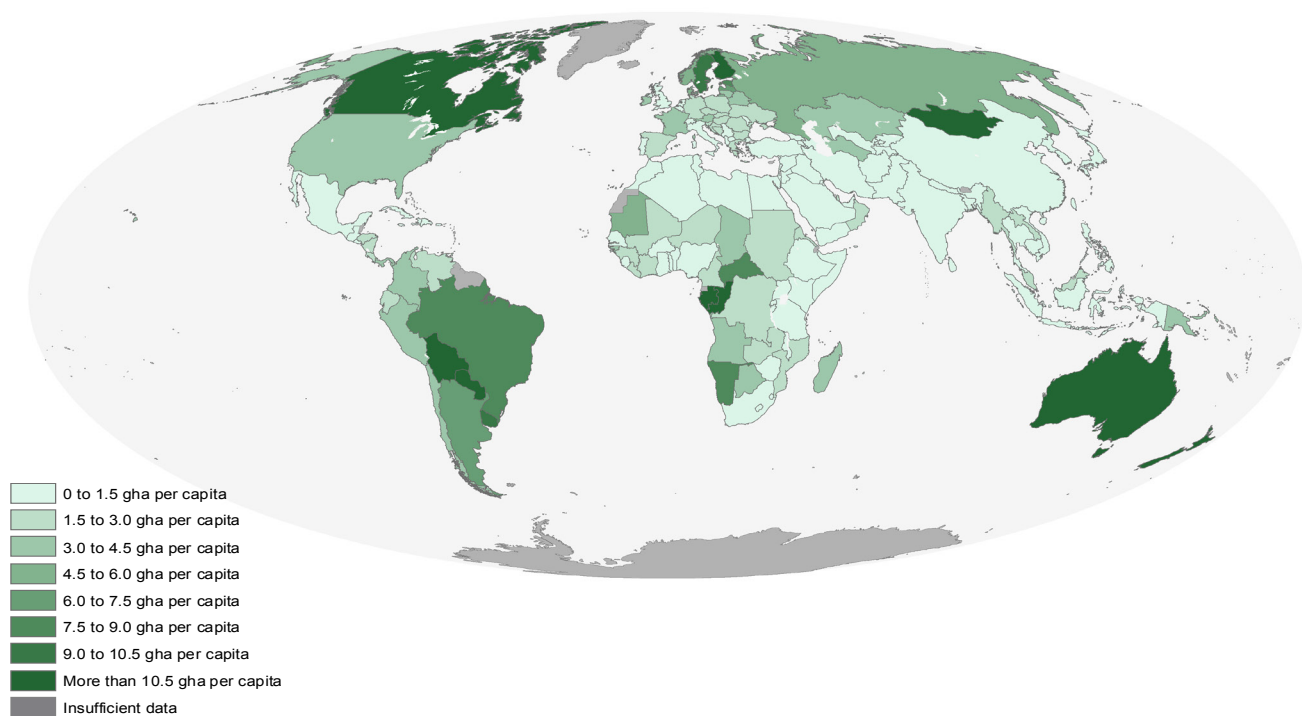 0 to 1.5 gha per capita
1.5 to 3.0 gha per capita
3.0 to 4.5 gha per capita
4.5 to 6.0 gha per capita
6.0 to 7.5 gha per capita
7.5 to 9.0 gha per capita
9.0 to 10.5 gha per capita
More than 10.5 gha per capita
Insufficient data